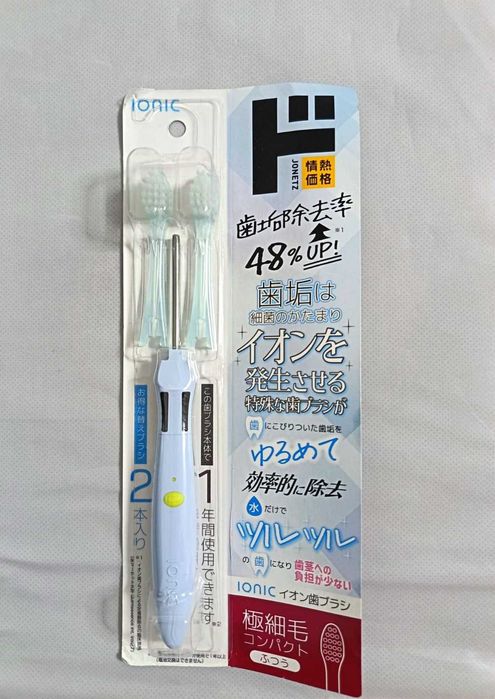 IONIC
ド
JONETZ
情熱
価格
歯垢除去率
48%UP!
※1
歯垢は
細菌のかたまり
イオンを
発生させる
特殊な歯ブラシが
歯にこびりついた歯垢を
ゆるめて
効率的に除去
水だけで
ツルツル
の歯になり
歯茎への
負担が少ない
IONIC イオン歯ブラシ
極細毛
コンパクト
ふつう
この歯ブラシ本体で
1年間使用できます
※2
お得な替えブラシ
2本入り
IONIC